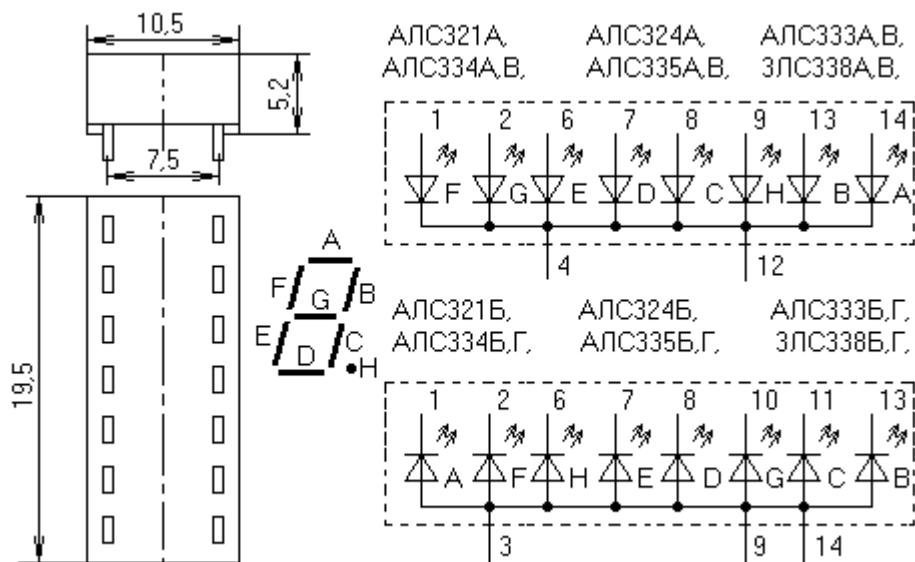 10,5
5,2
7,5
19,5
A
F
B
G
E
C
D
H
АЛС321А, АЛС324А, АЛС333А,В,
АЛС334А,В, АЛС335А,В, ЗЛС338А,В,
1 2 6 7 8 9 13 14
F G E D C H B A
4 12
АЛС321Б, АЛС324Б, АЛС333Б,Г,
АЛС334Б,Г, АЛС335Б,Г, ЗЛС338Б,Г,
1 2 6 7 8 10 11 13
A F H E D G C B
3 9 14